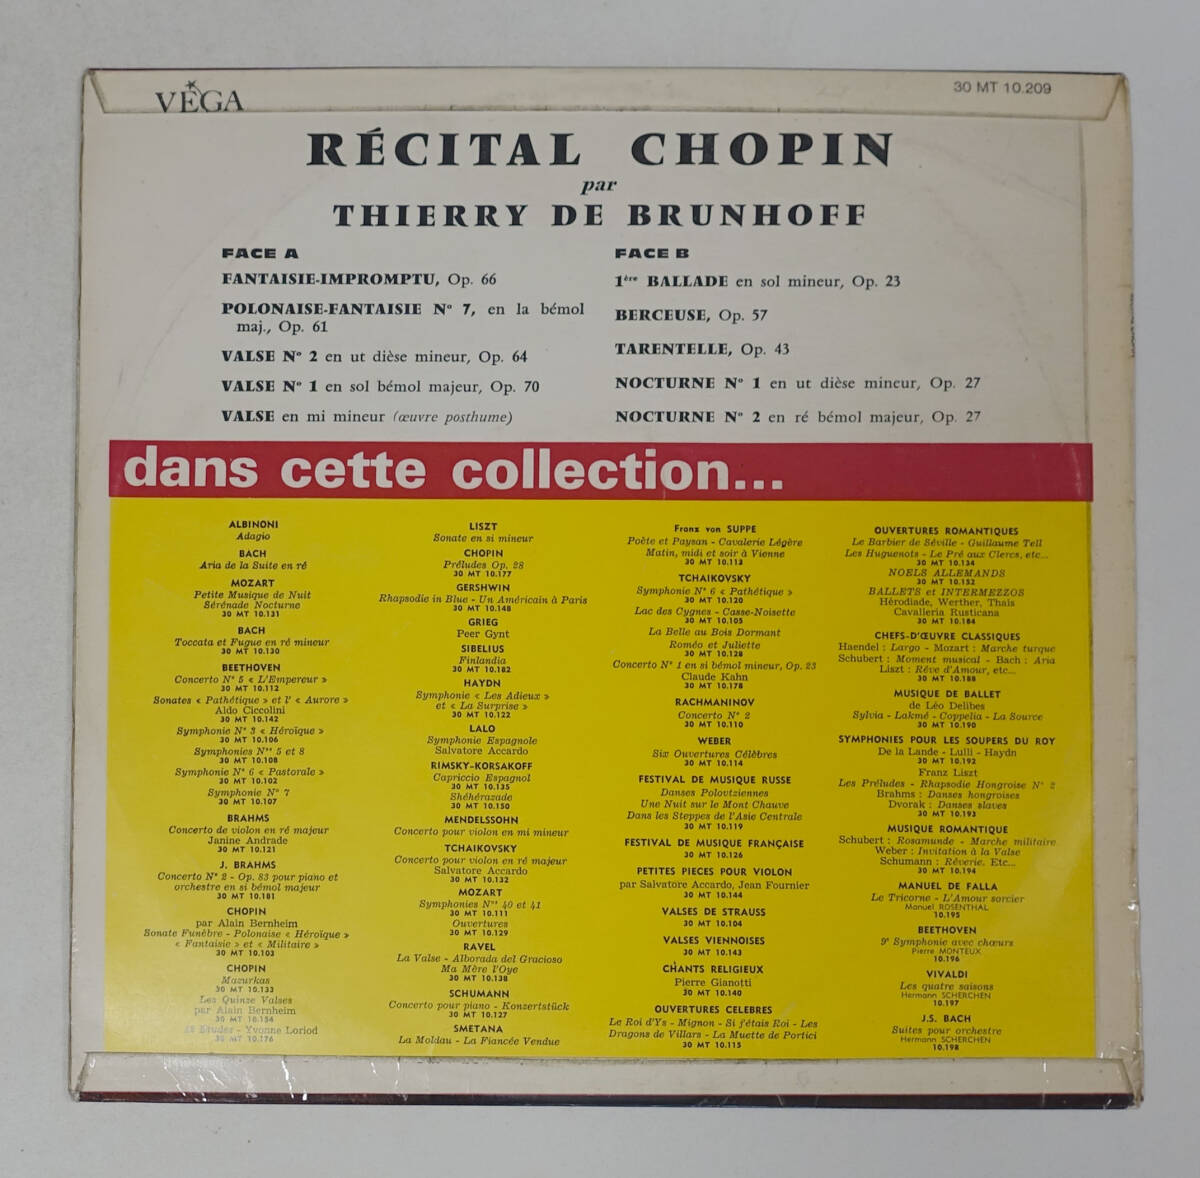 VÉGA
30 MT 10.209
RÉCITAL CHOPIN
par
THIERRY DE BRUNHOFF
FACE A
FANTAISIE-IMPROMPTU, Op. 66
POLONAISE-FANTAISIE Nº 7, en la bémol
maj., Op. 61
VALSE Nº 2 en ut dièse mineur, Op. 64
VALSE Nº 1 en sol bémol majeur, Op. 70
VALSE en mi mineur (œuvre posthume)
FACE B
1ère BALLADE en sol mineur, Op. 23
BERCEUSE, Op. 57
TARENTELLE, Op. 43
NOCTURNE Nº 1 en ut dièse mineur, Op. 27
NOCTURNE Nº 2 en ré bémol majeur, Op. 27
dans cette collection...
ALBINONI
Adagio
BACH
Aria de la Suite en ré
MOZART
Petite Musique de Nuit
Sérénade Nocturne
30 MT 10.131
BACH
Toccata et Fugue en ré mineur
30 MT 10.130
BEETHOVEN
Concerto Nº 5 « L'Empereur »
30 MT 10.112
Sonates « Pathétique » et l' « Aurore »
Aldo Ciccolini
30 MT 10.142
Symphonie Nº 3 « Héroïque »
30 MT 10.106
Symphonies Nos 5 et 8
30 MT 10.108
Symphonie Nº 6 « Pastorale »
30 MT 10.102
Symphonie Nº 7
30 MT 10.107
BRAHMS
Concerto de violon en ré majeur
Janine Andrade
30 MT 10.121
J. BRAHMS
Concerto Nº 2 - Op. 83 pour piano et
orchestre en si bémol majeur
30 MT 10.181
CHOPIN
par Alain Bernheim
Sonate Funèbre - Polonaise « Héroïque »
« Fantaisie » et « Militaire »
30 MT 10.103
CHOPIN
Mazurkas
30 MT 10.133
Les Quinze Valses
par Alain Bernheim
30 MT 10.154
Etudes - Yvonne Loriod
30 MT 10.176
LISZT
Sonate en si mineur
CHOPIN
Préludes Op. 28
30 MT 10.177
GERSHWIN
Rhapsodie in Blue - Un Américain à Paris
30 MT 10.148
GRIEG
Peer Gynt
SIBELIUS
Finlandia
30 MT 10.182
HAYDN
Symphonie « Les Adieux »
et « La Surprise »
30 MT 10.122
LALO
Symphonie Espagnole
Salvatore Accardo
RIMSKY-KORSAKOFF
Capriccio Espagnol
30 MT 10.135
Shéhérazade
30 MT 10.150
MENDELSSOHN
Concerto pour violon en mi mineur
TCHAIKOVSKY
Concerto pour violon en ré majeur
Salvatore Accardo
30 MT 10.132
MOZART
Symphonies Nos 40 et 41
30 MT 10.111
Ouvertures
30 MT 10.129
RAVEL
La Valse - Alborada del Gracioso
Ma Mère l'Oye
30 MT 10.138
SCHUMANN
Concerto pour piano - Konzertstück
30 MT 10.127
SMETANA
La Moldau - La Fiancée Vendue
Franz von SUPPE
Poète et Paysan - Cavalerie Légère
Matin, midi et soir à Vienne
30 MT 10.113
TCHAIKOVSKY
Symphonie Nº 6 « Pathétique »
30 MT 10.120
Lac des Cygnes - Casse-Noisette
30 MT 10.105
La Belle au Bois Dormant
Roméo et Juliette
30 MT 10.128
Concerto Nº 1 en si bémol mineur, Op. 23
Claude Kahn
30 MT 10.178
RACHMANINOV
Concerto Nº 2
30 MT 10.110
WEBER
Six Ouvertures Célèbres
30 MT 10.114
FESTIVAL DE MUSIQUE RUSSE
Danses Polovtziennes
Une Nuit sur le Mont Chauve
Dans les Steppes de l'Asie Centrale
30 MT 10.119
FESTIVAL DE MUSIQUE FRANÇAISE
30 MT 10.126
PETITES PIECES POUR VIOLON
par Salvatore Accardo, Jean Fournier
30 MT 10.144
VALSES DE STRAUSS
30 MT 10.104
VALSES VIENNOISES
30 MT 10.143
CHANTS RELIGIEUX
Pierre Gianotti
30 MT 10.140
OUVERTURES CELEBRES
Le Roi d'Ys - Mignon - Si j'étais Roi - Les
Dragons de Villars - La Muette de Portici
30 MT 10.115
OUVERTURES ROMANTIQUES
Le Barbier de Séville - Guillaume Tell
Les Huguenots - Le Pré aux Clercs, etc...
30 MT 10.134
NOELS ALLEMANDS
30 MT 10.152
BALLETS et INTERMEZZOS
Hérodiade, Werther, Thaïs
Cavalleria Rusticana
30 MT 10.184
CHEFS-D'ŒUVRE CLASSIQUES
Haendel : Largo - Mozart : Marche turque
Schubert : Moment musical - Bach : Aria
Liszt : Rêve d'Amour, etc...
30 MT 10.188
MUSIQUE DE BALLET
de Léo Delibes
Sylvia - Lakmé - Coppelia - La Source
30 MT 10.190
SYMPHONIES POUR LES SOUPERS DU ROY
De la Lande - Lulli - Haydn
30 MT 10.192
Franz Liszt
Les Préludes - Rhapsodie Hongroise Nº 2
Brahms : Danses hongroises
Dvorak : Danses slaves
30 MT 10.193
MUSIQUE ROMANTIQUE
Schubert : Rosamunde - Marche militaire
Weber : Invitation à la Valse
Schumann : Rêverie. Etc...
30 MT 10.194
MANUEL DE FALLA
Le Tricorne - L'Amour sorcier
Manuel ROSENTHAL
10.195
BEETHOVEN
9e Symphonie avec chœurs
Pierre MONTEUX
10.196
VIVALDI
Les quatre saisons
Hermann SCHERCHEN
10.197
J.S. BACH
Suites pour orchestre
Hermann SCHERCHEN
10.198